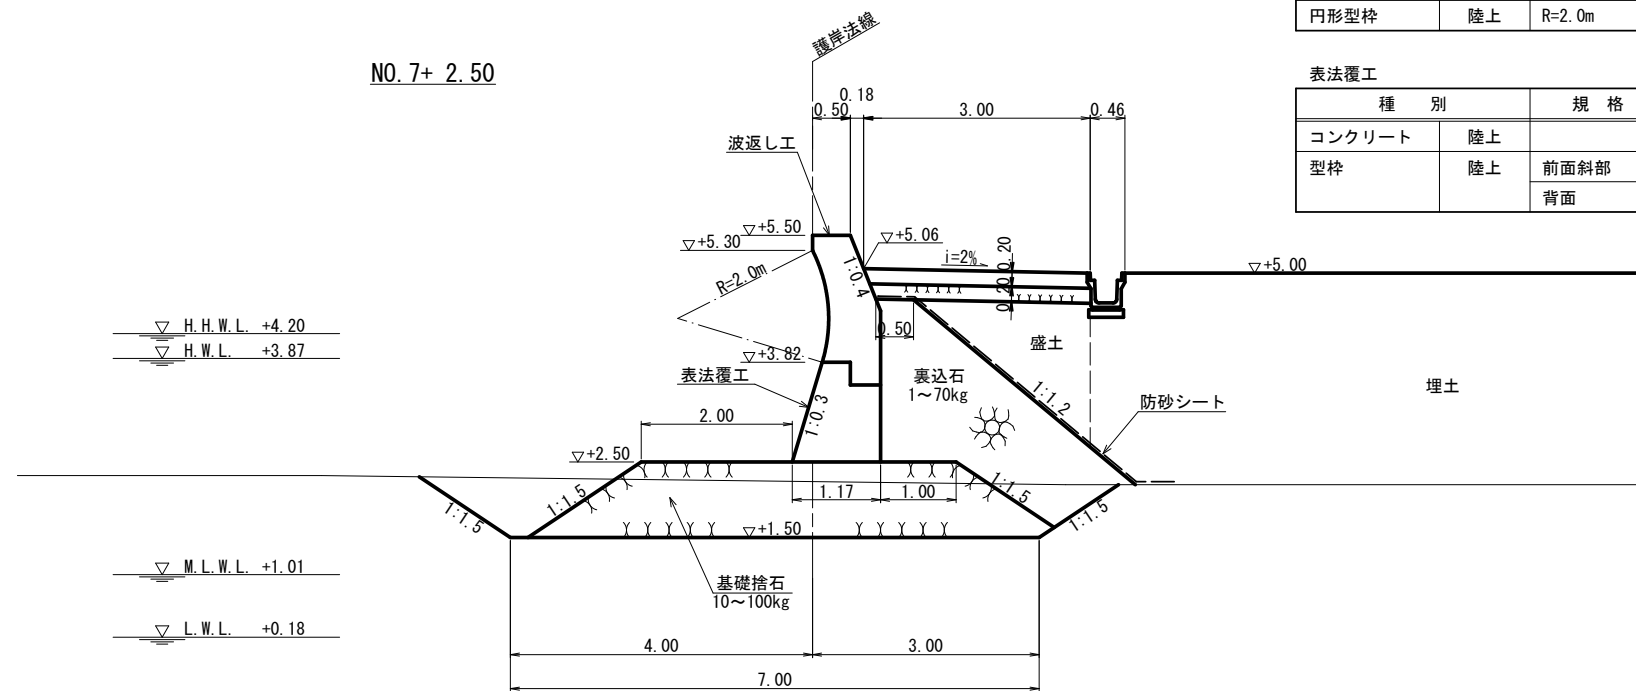 円形型枠 陸上 R=2.0m
表法覆工
種 別 規 格
コンクリート 陸上
型枠 陸上 前面斜部
背面
NO.7+ 2.50
護岸法線
0.18
0.50 3.00 0.46
波返し工
▽+5.50
▽+5.30
▽+5.06
i=2%
0.20
0.20
▽+5.00
R=2.0m
1:0.4
▽ H.H.W.L. +4.20
▽ H.W.L. +3.87
0.50
盛土
▽+3.82
表法覆工
裏込石
1～70kg
1:1.2
埋土
防砂シート
1:0.3
2.00
▽+2.50
1:1.5
1:1.5
1:1.5
1:1.5
1.17 1.00
▽+1.50
▽ M.L.W.L. +1.01
基礎捨石
10～100kg
▽ L.W.L. +0.18
4.00 3.00
7.00